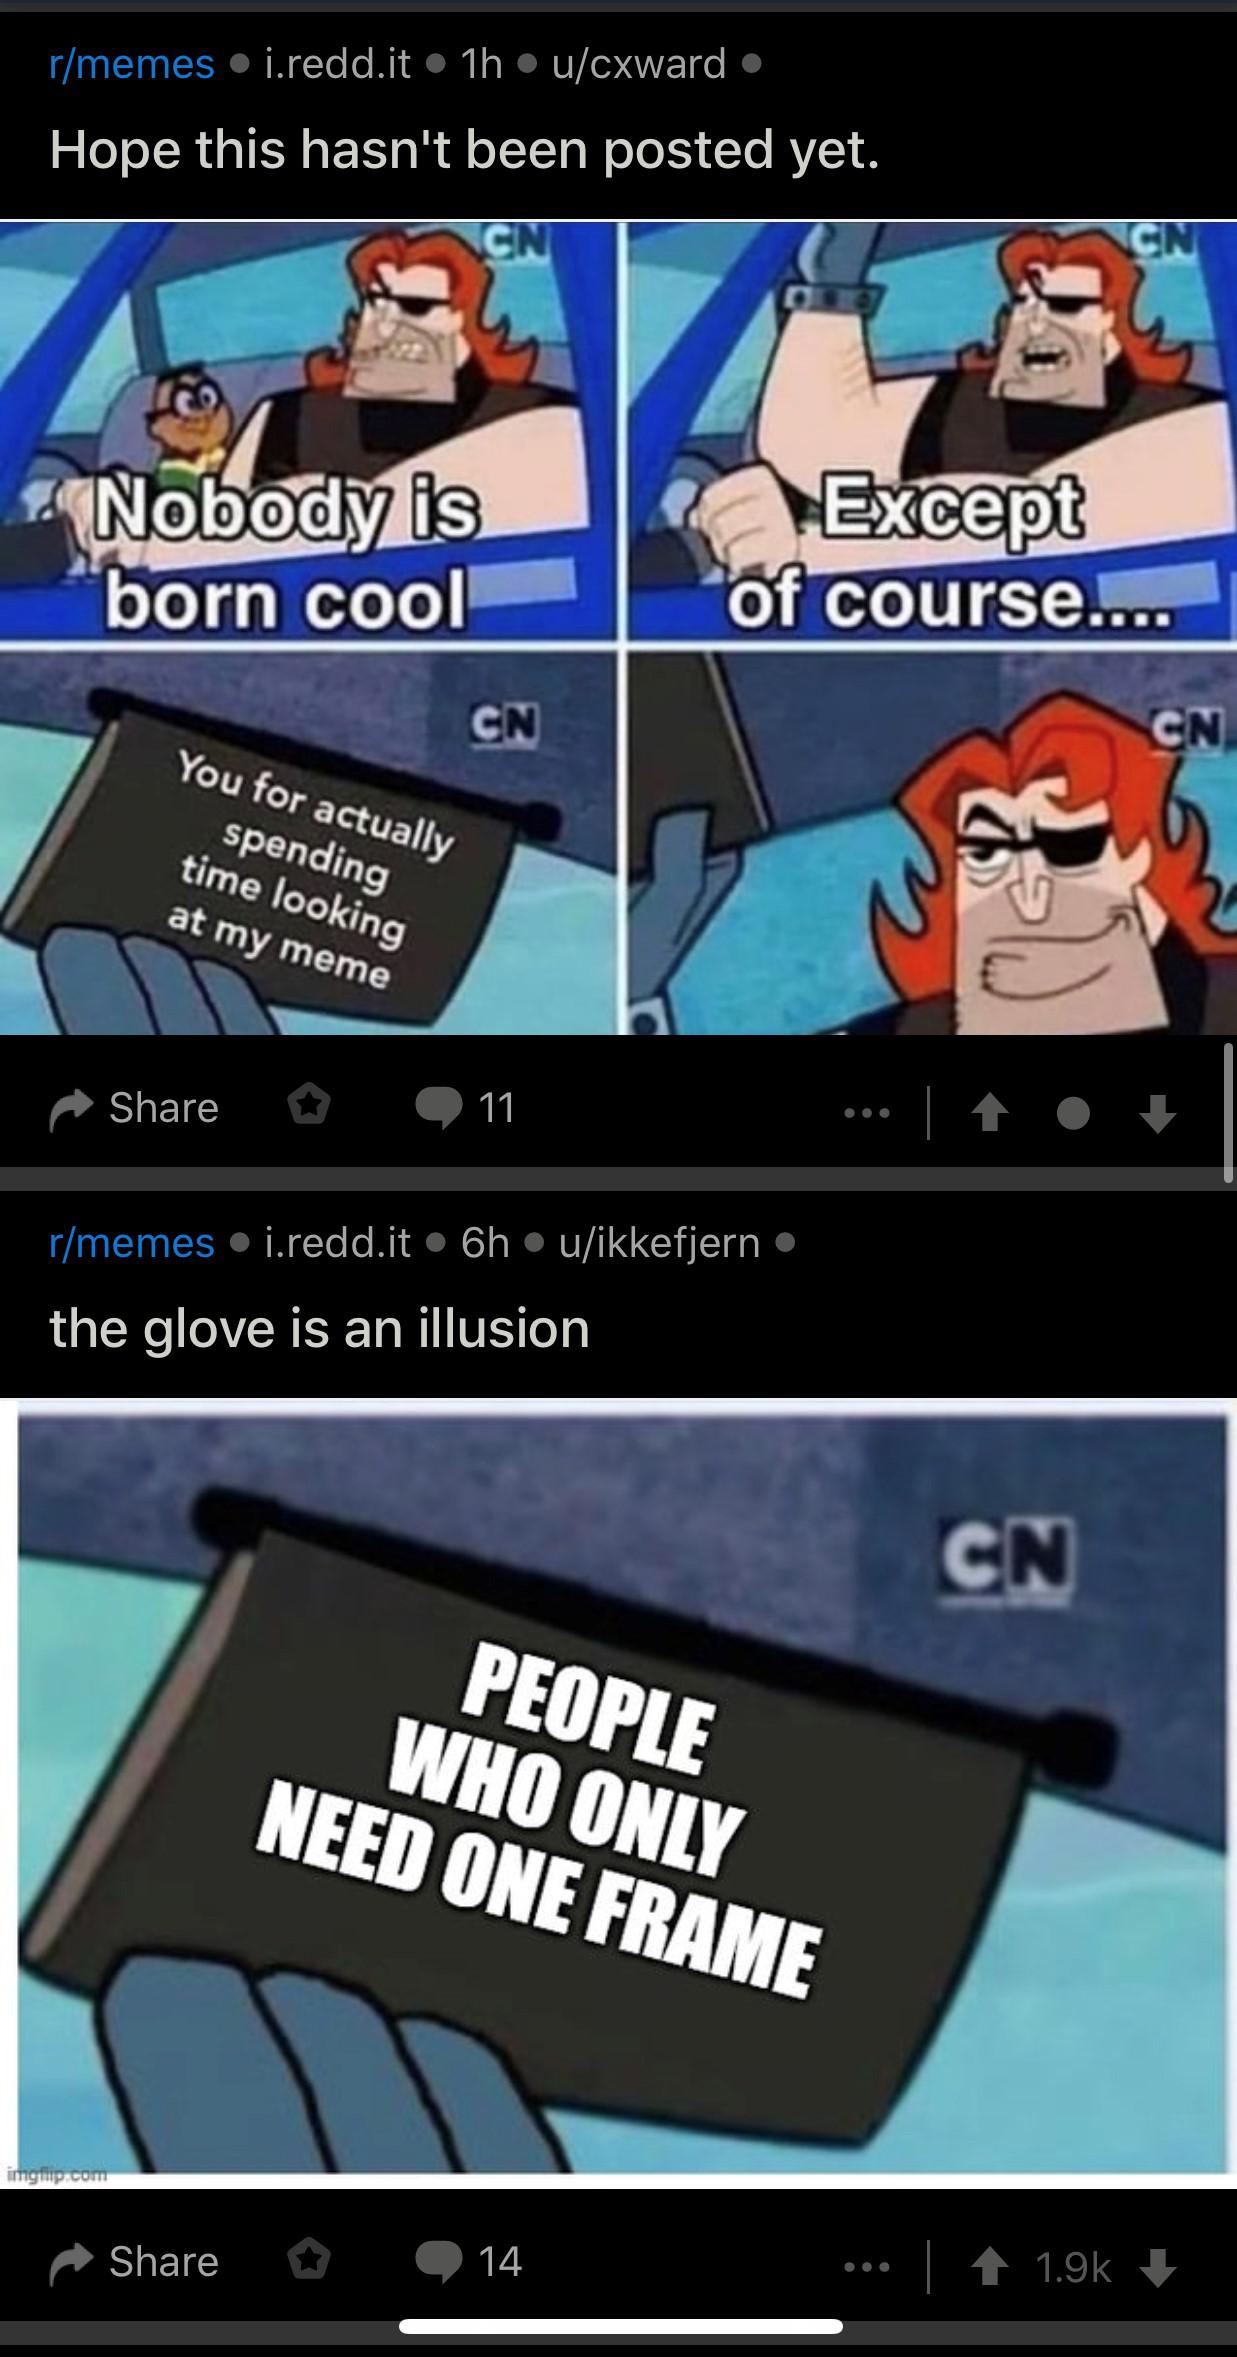 r/memes • i.redd.it • 1h • u/cxward •
Hope this hasn't been posted yet.
CN
CN
Nobody is
born cool
Except
of course....
CN
You for actually
spending
time looking
at my meme
CN
Share
11
r/memes • i.redd.it • 6h • u/ikkefjern •
the glove is an illusion
CN
PEOPLE
WHO ONLY
NEED ONE FRAME
imgflip.com
Share
14
1.9k